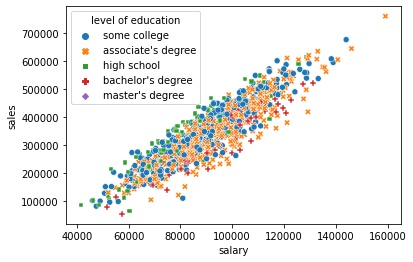 level of education
some college
associate's degree
high school
bachelor's degree
master's degree
700000
600000
500000
400000
300000
200000
100000
sales
40000 60000 80000 100000 120000 140000 160000
salary